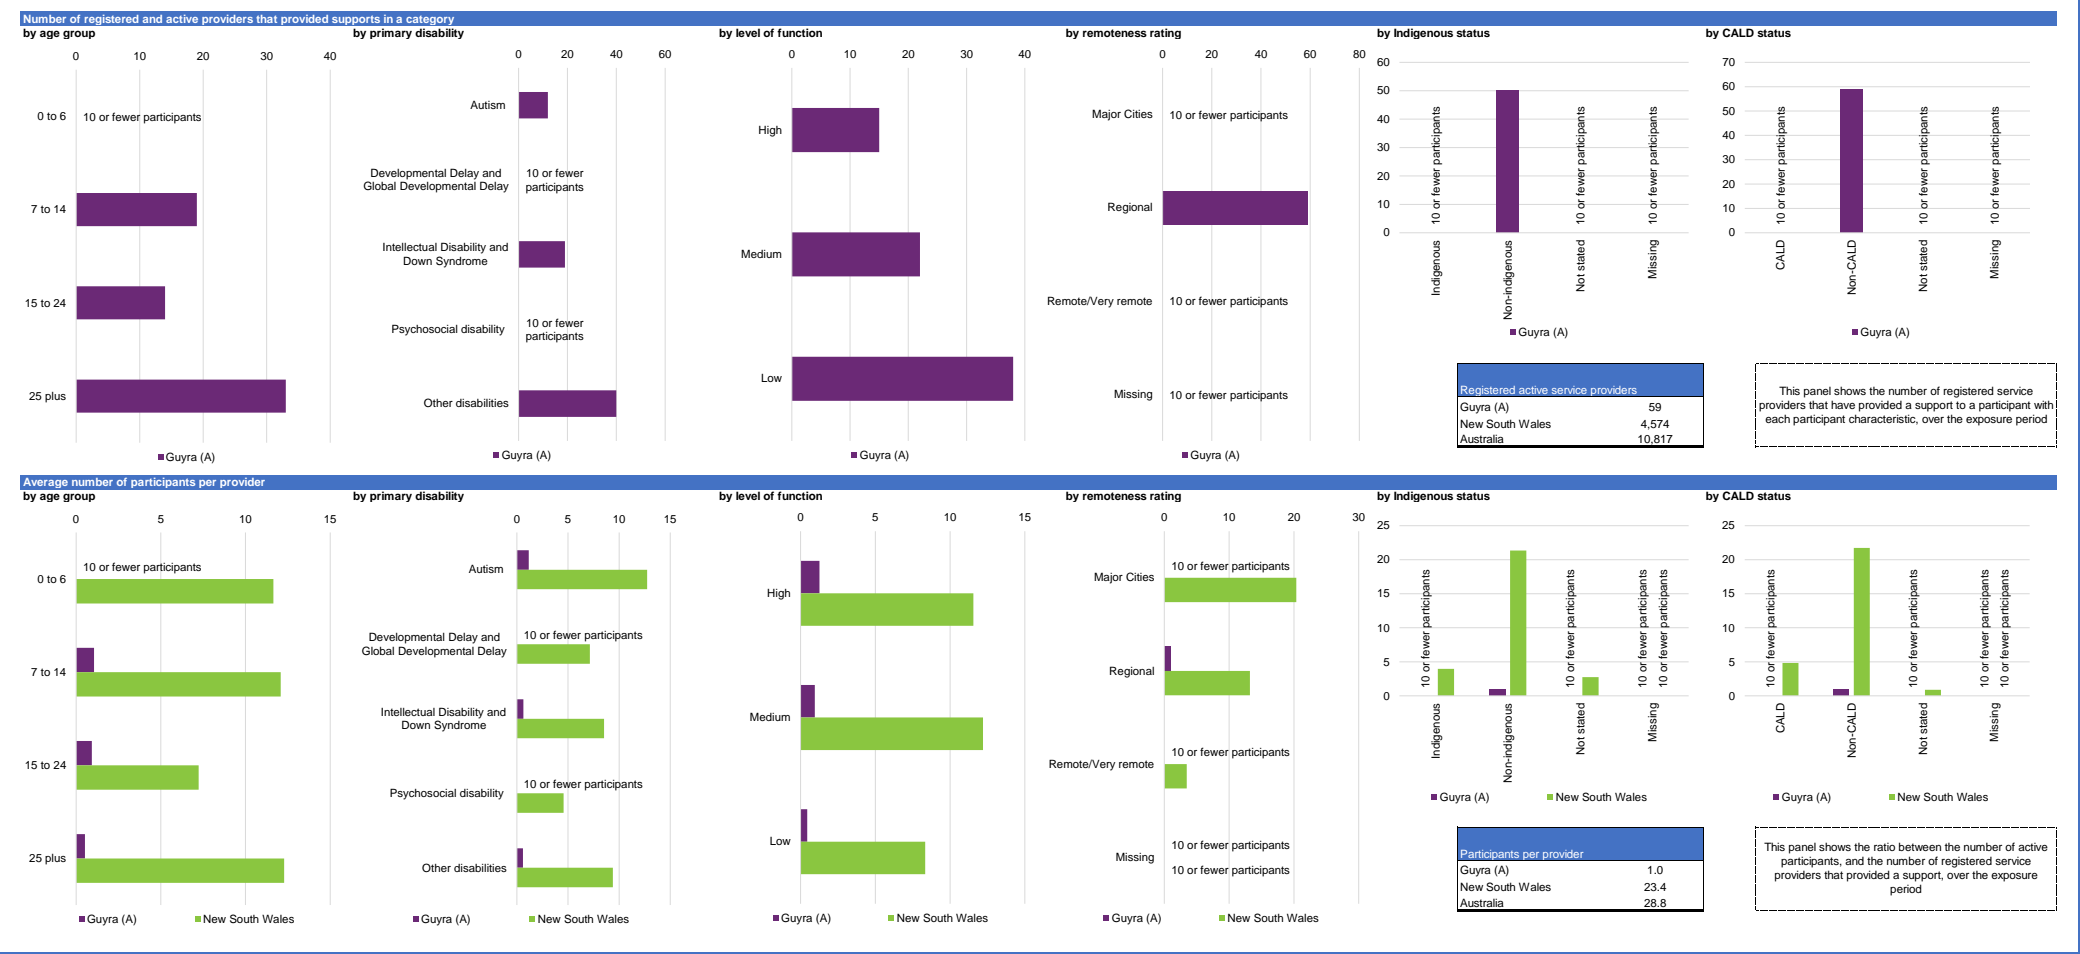 Number of registered and active providers that provided supports in a category
by age group
0 10 20 30 40
0 to 6
10 or fewer participants
7 to 14
15 to 24
25 plus
Guyra (A)
by primary disability
0 20 40 60
Autism
Developmental Delay and
Global Developmental Delay
10 or fewer
participants
Intellectual Disability and
Down Syndrome
Psychosocial disability
10 or fewer
participants
Other disabilities
Guyra (A)
by level of function
0 10 20 30 40
High
Medium
Low
Guyra (A)
by remoteness rating
0 20 40 60 80
Major Cities
10 or fewer participants
Regional
Remote/Very remote
10 or fewer participants
Missing
10 or fewer participants
Guyra (A)
by Indigenous status
60
50
40
30
20
10
0
10 or fewer participants
10 or fewer participants
10 or fewer participants
Indigenous
Non-indigenous
Not stated
Missing
Guyra (A)
by CALD status
70
60
50
40
30
20
10
0
10 or fewer participants
10 or fewer participants
10 or fewer participants
CALD
Non-CALD
Not stated
Missing
Guyra (A)
Registered active service providers
Guyra (A) 59
New South Wales 4,574
Australia 10,817
This panel shows the number of registered service
providers that have provided a support to a participant with
each participant characteristic, over the exposure period
Average number of participants per provider
by age group
0 5 10 15
0 to 6
10 or fewer participants
7 to 14
15 to 24
25 plus
Guyra (A) New South Wales
by primary disability
0 5 10 15
Autism
Developmental Delay and
Global Developmental Delay
10 or fewer participants
Intellectual Disability and
Down Syndrome
Psychosocial disability
10 or fewer participants
Other disabilities
Guyra (A) New South Wales
by level of function
0 5 10 15
High
Medium
Low
Guyra (A) New South Wales
by remoteness rating
0 10 20 30
Major Cities
10 or fewer participants
Regional
Remote/Very remote
10 or fewer participants
Missing
10 or fewer participants
10 or fewer participants
Guyra (A) New South Wales
by Indigenous status
25
20
15
10
5
0
10 or fewer participants
10 or fewer participants
10 or fewer participants
10 or fewer participants
Indigenous
Non-indigenous
Not stated
Missing
Guyra (A) New South Wales
by CALD status
25
20
15
10
5
0
10 or fewer participants
10 or fewer participants
10 or fewer participants
10 or fewer participants
CALD
Non-CALD
Not stated
Missing
Guyra (A) New South Wales
Participants per provider
Guyra (A) 1.0
New South Wales 23.4
Australia 28.8
This panel shows the ratio between the number of active
participants, and the number of registered service
providers that provided a support, over the exposure
period